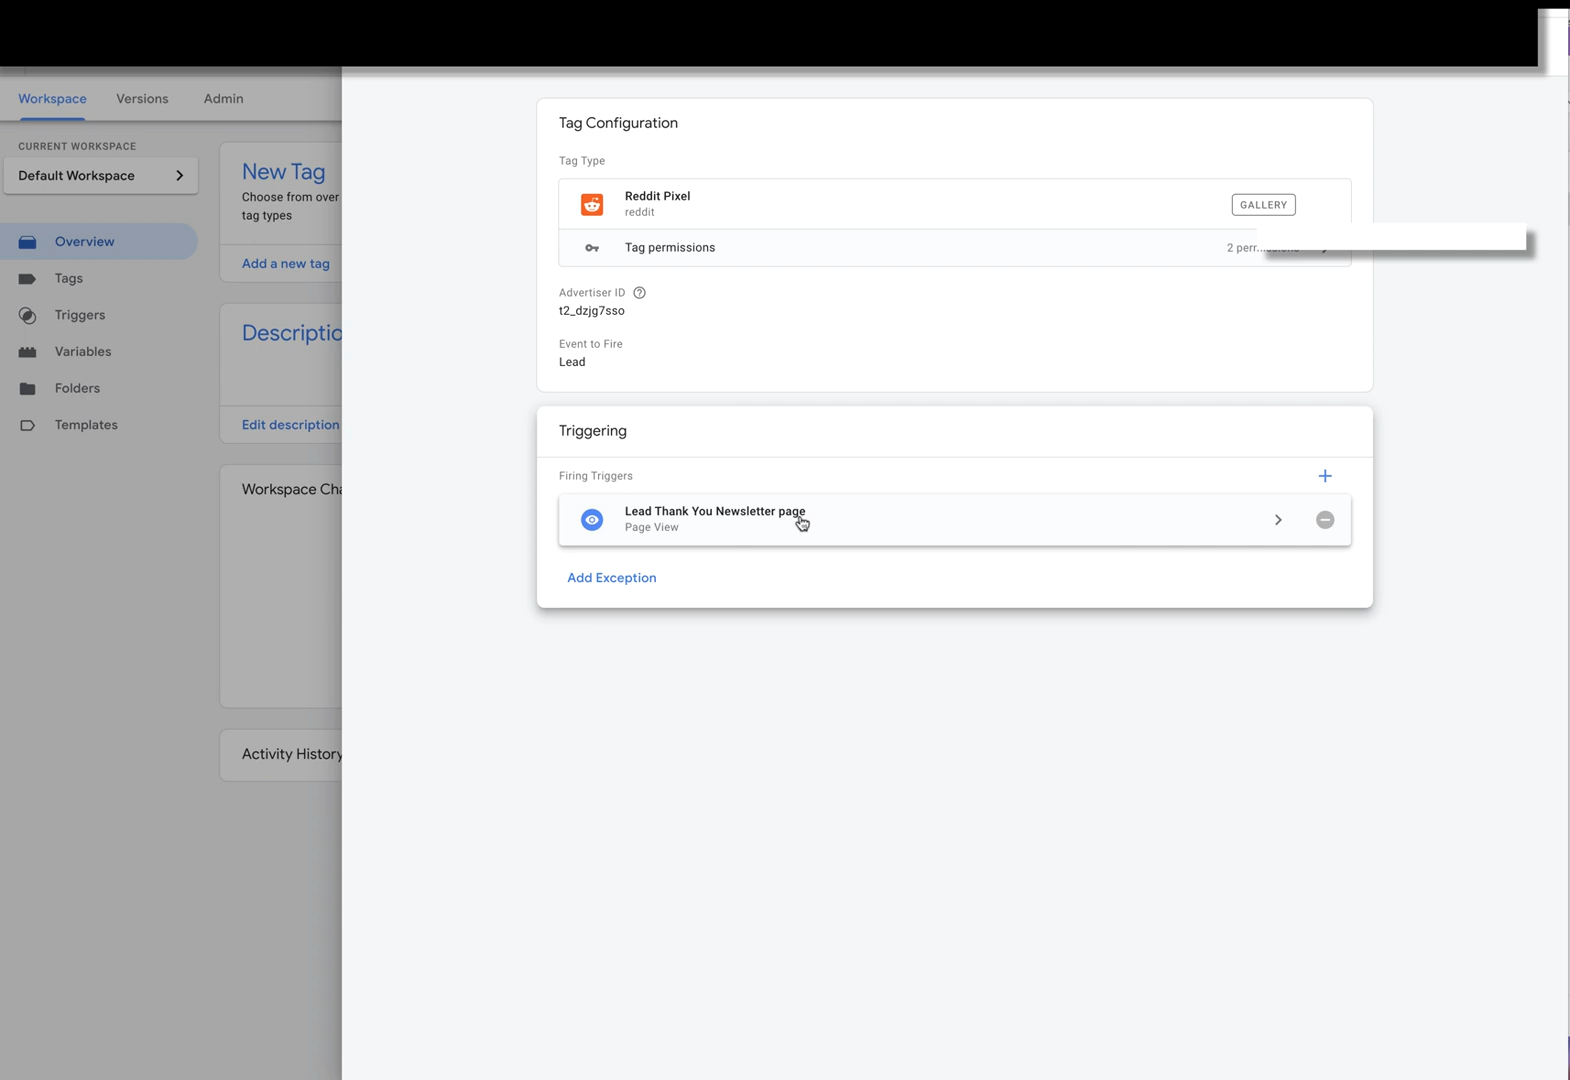 Workspace
Versions
Admin
CURRENT WORKSPACE
Default Workspace
Overview
Tags
Triggers
Variables
Folders
Templates
New Tag
Choose from over
tag types
Add a new tag
Edit description
Workspace
Activity History
Tag Configuration
Tag Type
Reddit Pixel
reddit
GALLERY
Tag permissions
2
Advertiser ID
t2_dzjg7sso
Event to Fire
Lead
Triggering
Firing Triggers
Lead Thank You Newsletter page
Page View
Add Exception